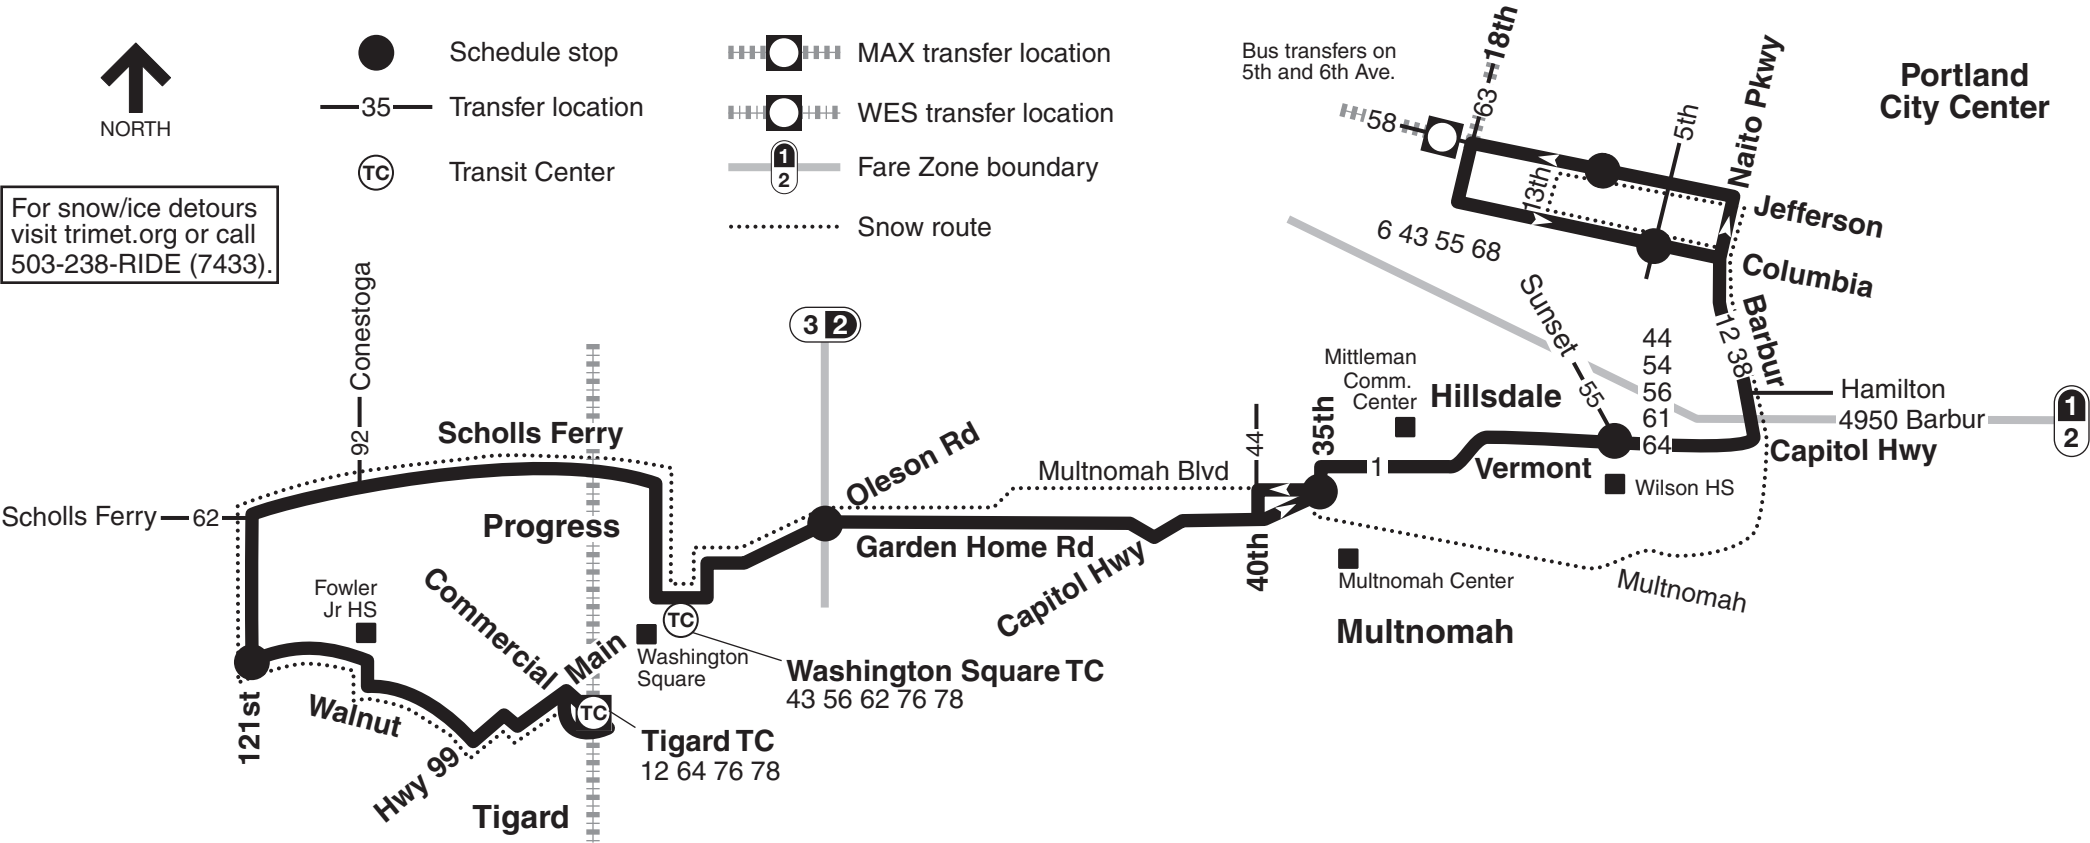 NORTH
For snow/ice detours
visit trimet.org or call
503-238-RIDE (7433).
Schedule stop
35
Transfer location
TC
Transit Center
MAX transfer location
WES transfer location
1
2
Fare Zone boundary
Snow route
Bus transfers on
5th and 6th Ave.
58
63
18th
5th
Naito Pkwy
Portland
City Center
13th
Jefferson
6 43 55 68
Columbia
Barbur
12 38
Sunset
55
44
54
56
61
64
Hamilton
4950 Barbur
1
2
Capitol Hwy
Mittleman
Comm.
Center
Hillsdale
35th
44
1
Vermont
Wilson HS
Multnomah Blvd
3 2
Oleson Rd
Garden Home Rd
Capitol Hwy
40th
Multnomah Center
Multnomah
Multnomah
Conestoga
92
Scholls Ferry
Scholls Ferry
62
Progress
Fowler
Jr HS
Commercial
Main
TC
Washington
Square
Washington Square TC
43 56 62 76 78
TC
Tigard TC
12 64 76 78
121st
Walnut
Hwy 99
Tigard